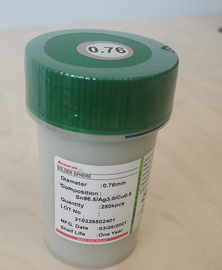 0.76
SOLDER SPHERE
Diameter : 0.76mm
Composition :
Sn96.5/Ag3.0/Cu0.5
Quantity : 250kpcs
LOT No :
210326502401
MFG. Date : 03/26/2021
Shelf Life : One Year